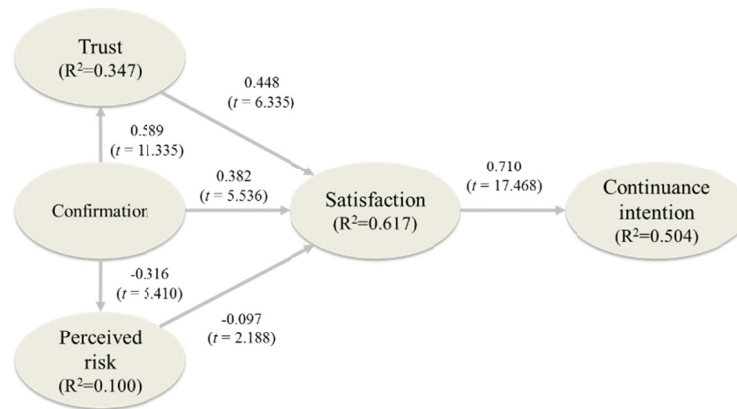 Trust
(R²=0.347)
0.448
(t = 6.335)
0.589
(t = 11.335)
0.382
(t = 5.536)
0.710
(t = 17.468)
Confirmation
Satisfaction
(R²=0.617)
Continuance
intention
(R²=0.504)
-0.316
(t = 5.410)
-0.097
(t = 2.188)
Perceived
risk
(R²=0.100)